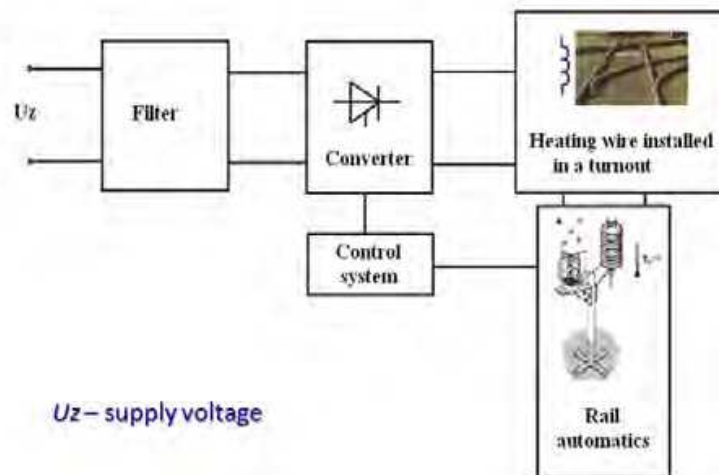 Uz
Filter
Converter
Heating wire installed
in a turnout
Control
system
Rail
automatics
Uz – supply voltage